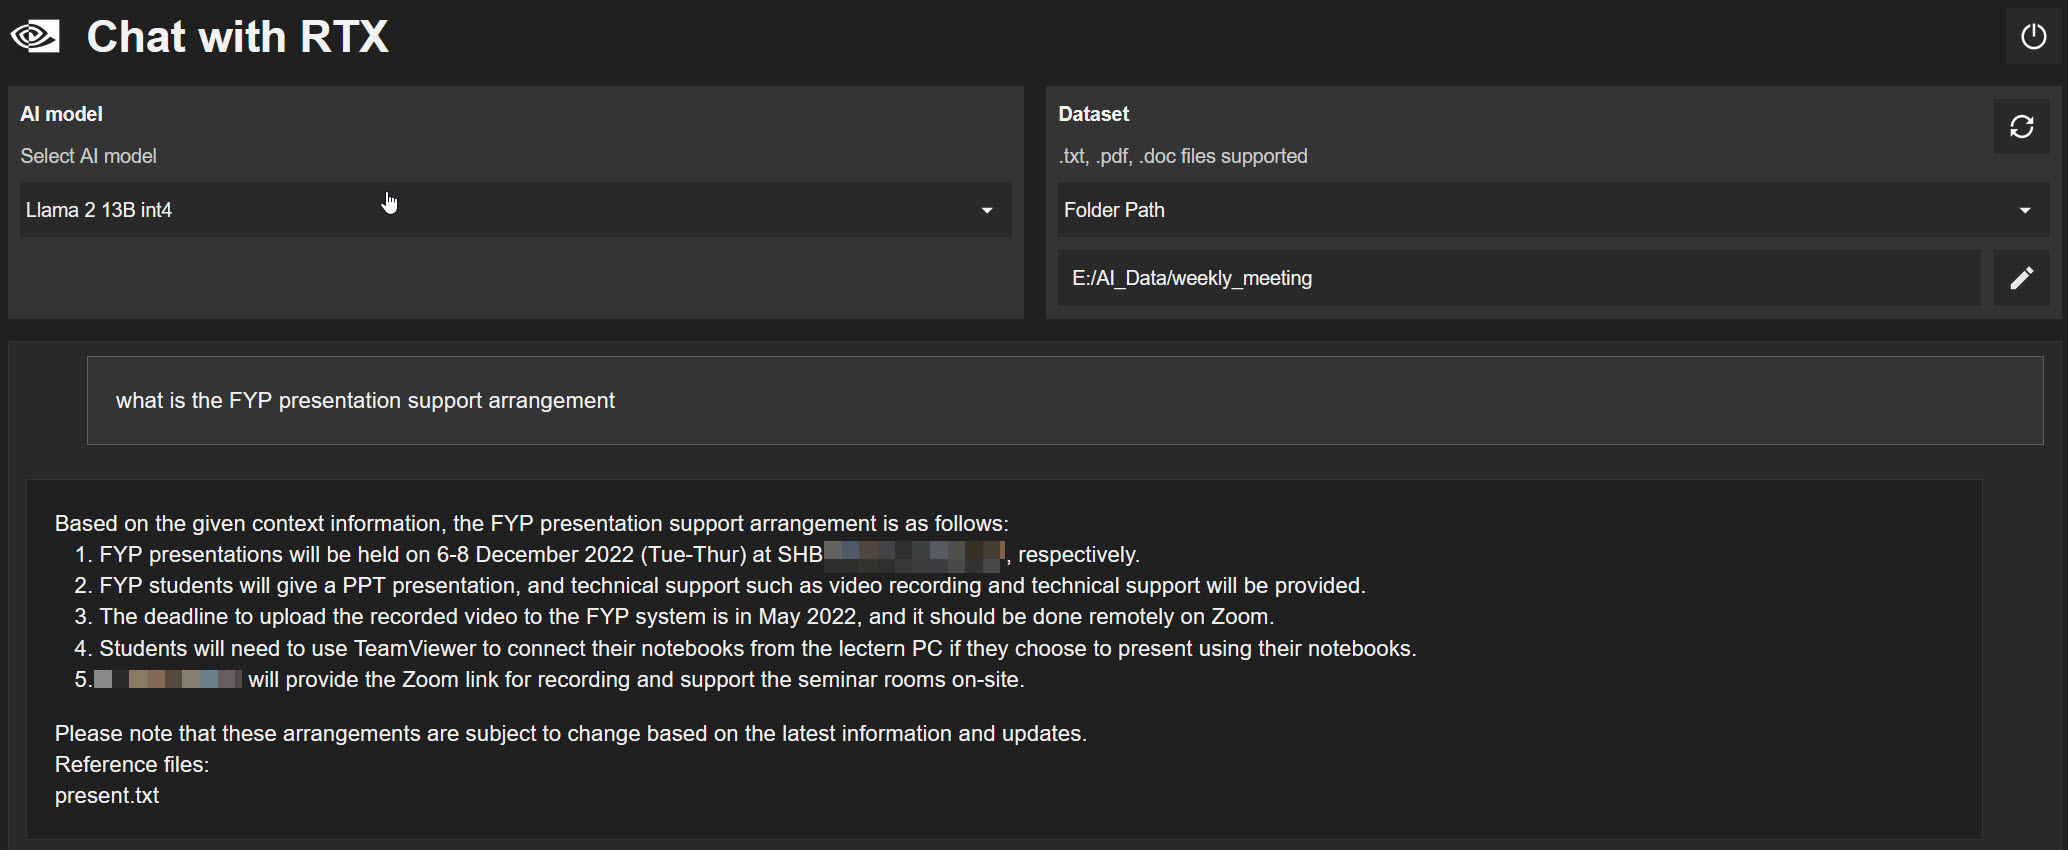 Chat with RTX
AI model
Select AI model
Llama 2 13B int4
Dataset
.txt, .pdf, .doc files supported
Folder Path
E:/AI_Data/weekly_meeting
what is the FYP presentation support arrangement
Based on the given context information, the FYP presentation support arrangement is as follows:
1. FYP presentations will be held on 6-8 December 2022 (Tue-Thur) at SHB , respectively.
2. FYP students will give a PPT presentation, and technical support such as video recording and technical support will be provided.
3. The deadline to upload the recorded video to the FYP system is in May 2022, and it should be done remotely on Zoom.
4. Students will need to use TeamViewer to connect their notebooks from the lectern PC if they choose to present using their notebooks.
5. will provide the Zoom link for recording and support the seminar rooms on-site.
Please note that these arrangements are subject to change based on the latest information and updates.
Reference files:
present.txt